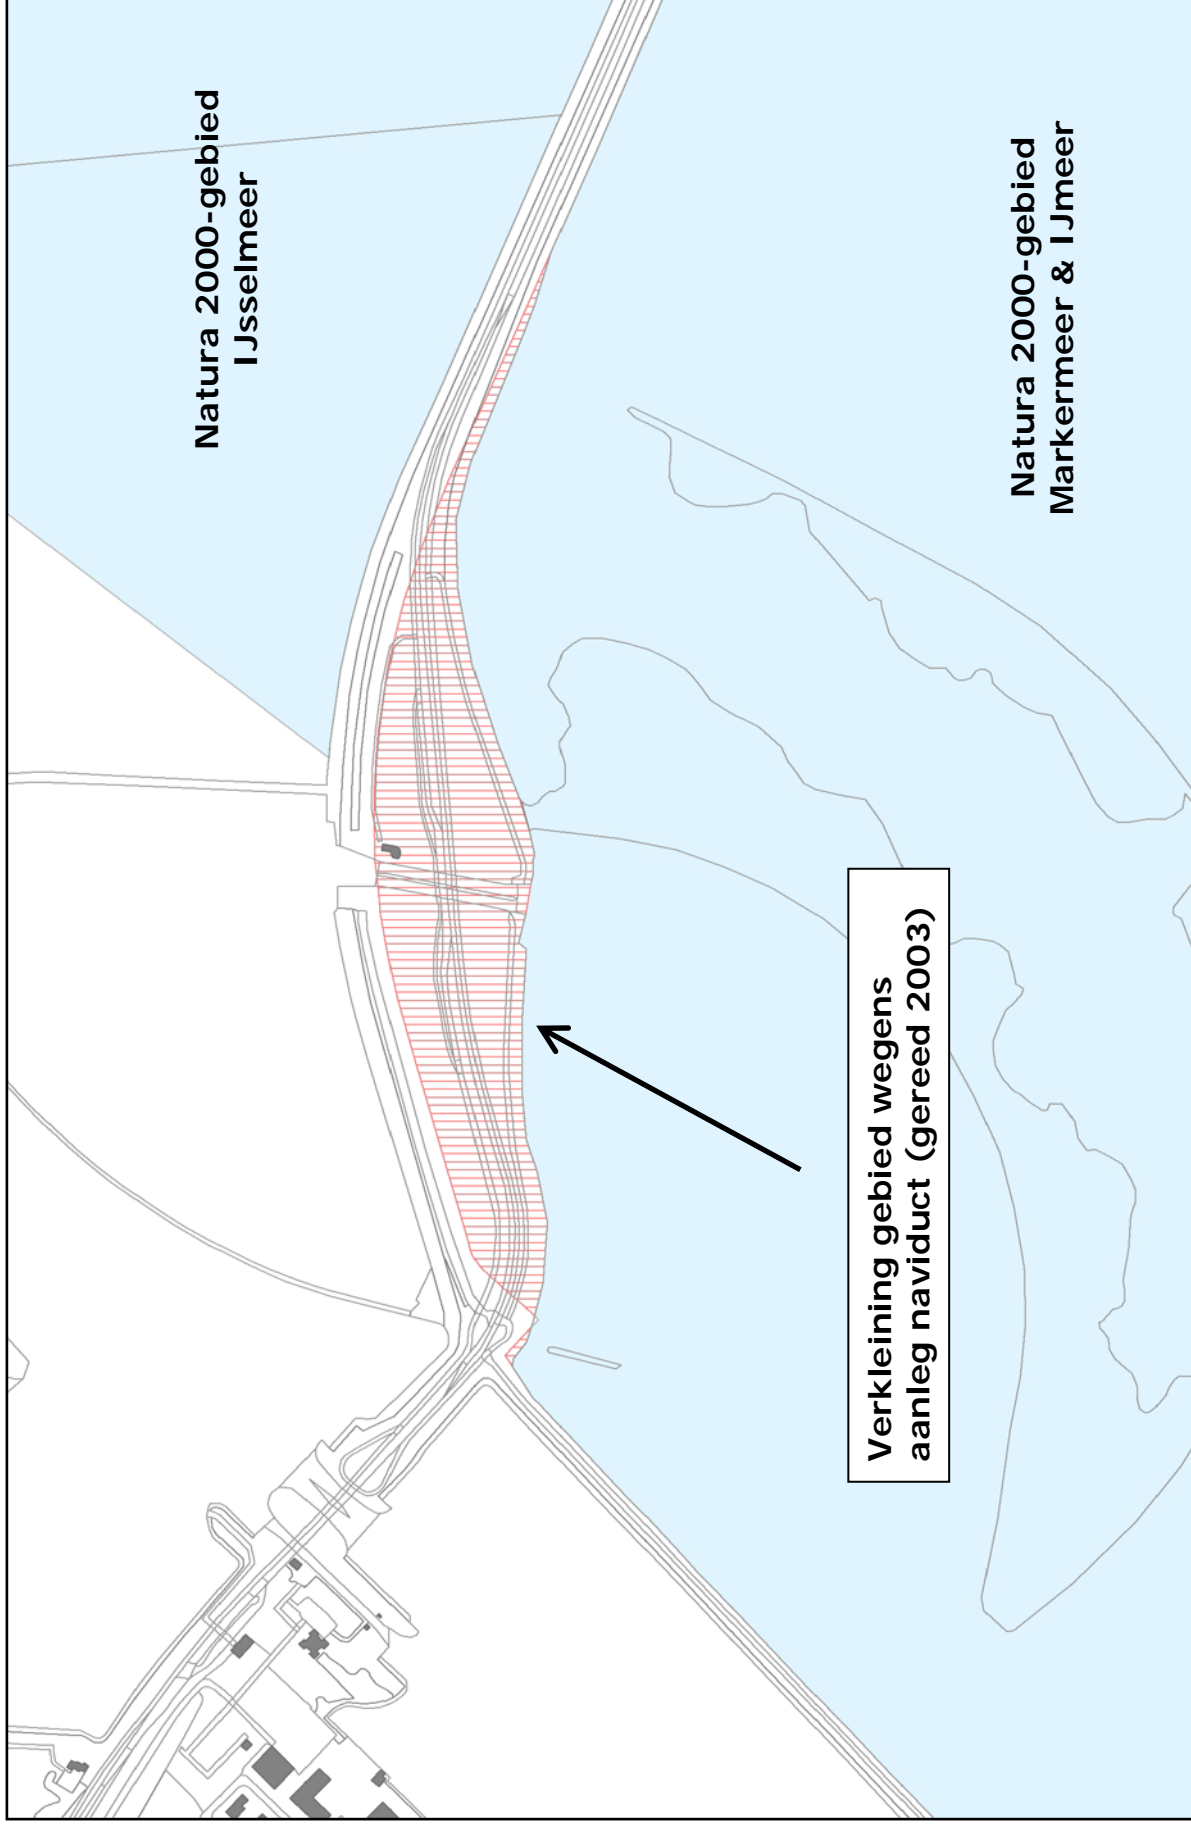 Natura 2000-gebied
IJsselmeer
Natura 2000-gebied
Markermeer & IJmeer
Verkleining gebied wegens
aanleg naviduct (gereed 2003)